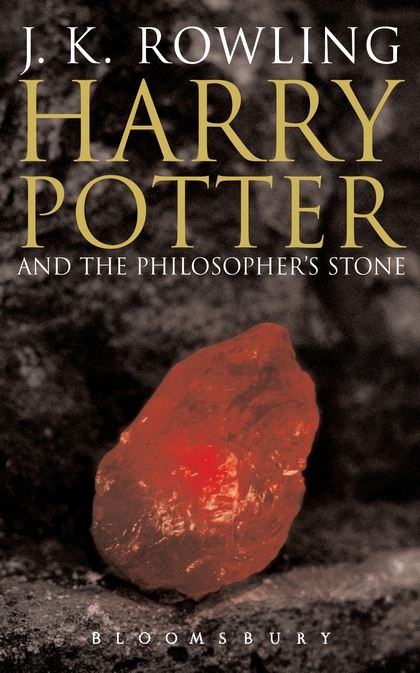 J. K. ROWLING
HARRY
POTTER
AND THE PHILOSOPHER'S STONE
BLOOMSBURY